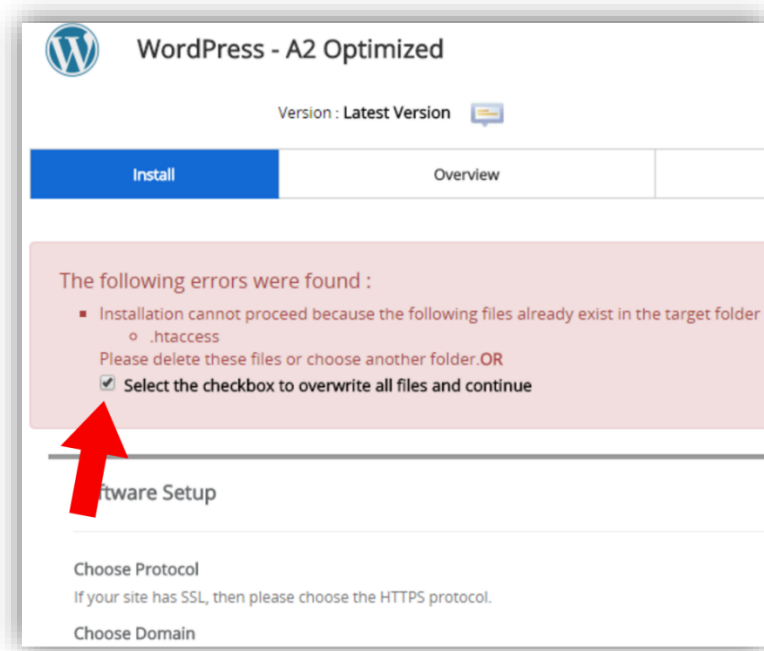 WordPress - A2 Optimized
Version : Latest Version
Install
Overview
The following errors were found :
Installation cannot proceed because the following files already exist in the target folder
.htaccess
Please delete these files or choose another folder.OR
Select the checkbox to overwrite all files and continue
ftware Setup
Choose Protocol
If your site has SSL, then please choose the HTTPS protocol.
Choose Domain